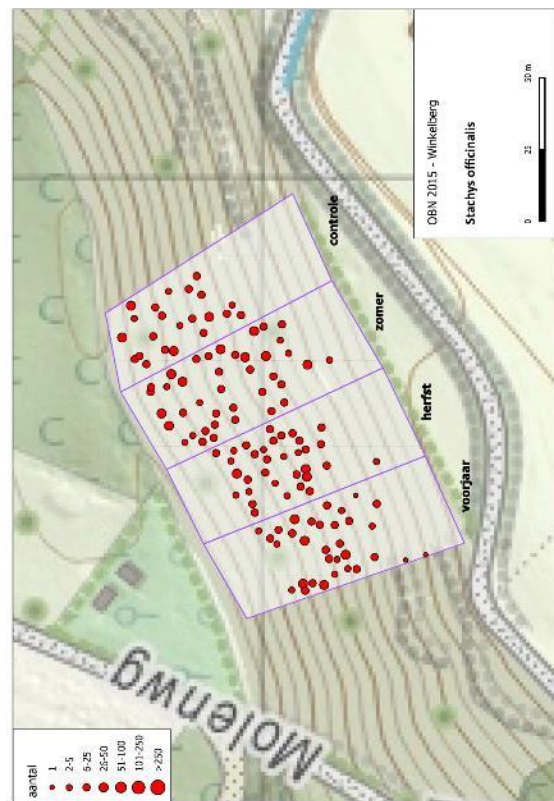 Molenwg
aantal
1
2-5
6-25
26-50
51-100
101-250
>250
voorjaar
herfst
zomer
controle
OBN 2015 - Winkelberg
Stachys officinalis
0 25 50 m